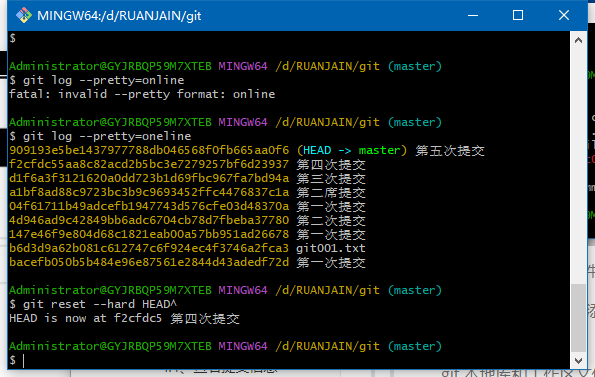 MINGW64:/d/RUANJAIN/git
$
Administrator@GYJRBQP59M7XTEB MINGW64 /d/RUANJAIN/git (master)
$ git log --pretty=online
fatal: invalid --pretty format: online
Administrator@GYJRBQP59M7XTEB MINGW64 /d/RUANJAIN/git (master)
$ git log --pretty=oneline
909193e5be1437977788db046568f0fb665aa0f6 (HEAD -> master) 第五次提交
f2cfdc55aa8c82acd2b5bc3e7279257bf6d23937 第四次提交
d1f6a3f3121620a0dd723b1d69fbc967fa7bd94a 第三次提交
a1bf8ad88c9723bc3b9c9693452ffc4476837c1a 第二席提交
04f61711b49adcefb1947743d576cfe03d48370a 第一次提交
4d946ad9c42849bb6adc6704cb78d7fbeba37780 第二次提交
147e46f9e804d68c1821eab00a57bb951ad26678 第一次提交
b6d3d9a62b081c612747c6f924ec4f3746a2fca3 git001.txt
bacefb050b5b484e96e87561e2844d43adedf72d 第一次提交
Administrator@GYJRBQP59M7XTEB MINGW64 /d/RUANJAIN/git (master)
$ git reset --hard HEAD^
HEAD is now at f2cfdc5 第四次提交
Administrator@GYJRBQP59M7XTEB MINGW64 /d/RUANJAIN/git (master)
$